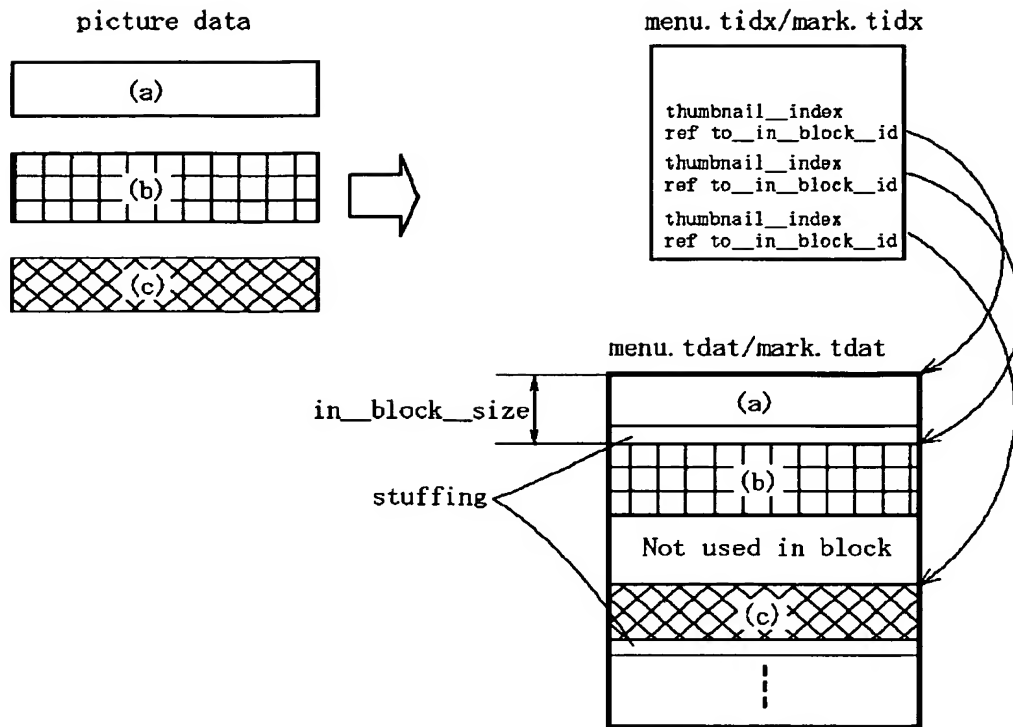 picture data
(a)
(b)
(c)
menu.tidx/mark.tidx
thumbnail__index
ref to__in__block__id
thumbnail__index
ref to__in__block__id
thumbnail__index
ref to__in__block__id
menu.tdat/mark.tdat
in__block__size
(a)
stuffing
(b)
Not used in block
(c)